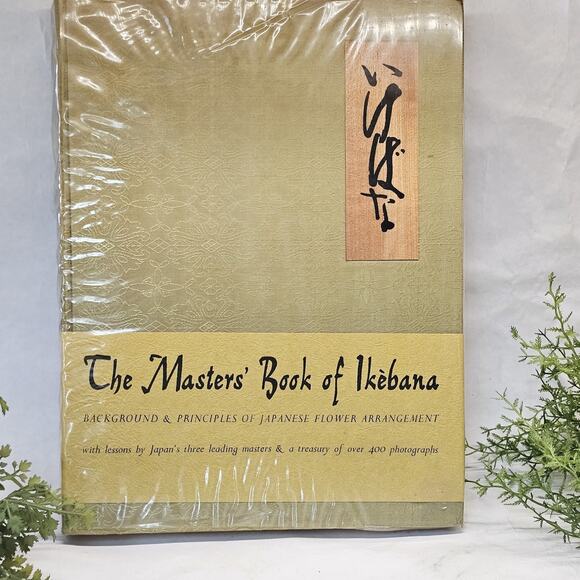 いけばな
The Masters' Book of Ikèbana
BACKGROUND & PRINCIPLES OF JAPANESE FLOWER ARRANGEMENT
with lessons by Japan's three leading masters & a treasury of over 400 photographs